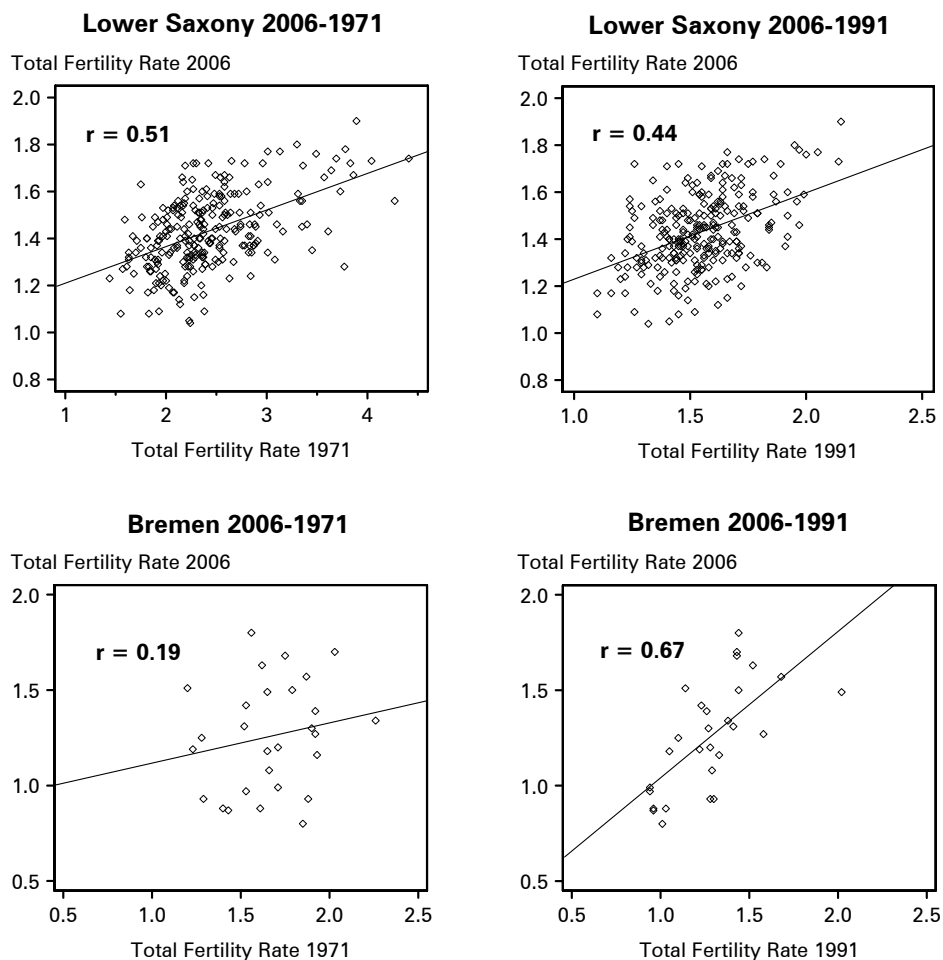 Lower Saxony 2006-1971
Total Fertility Rate 2006
r = 0.51
2.0
1.8
1.6
1.4
1.2
1.0
0.8
1 2 3 4
Total Fertility Rate 1971
Lower Saxony 2006-1991
Total Fertility Rate 2006
r = 0.44
2.0
1.8
1.6
1.4
1.2
1.0
0.8
1.0 1.5 2.0 2.5
Total Fertility Rate 1991
Bremen 2006-1971
Total Fertility Rate 2006
r = 0.19
2.0
1.5
1.0
0.5
0.5 1.0 1.5 2.0 2.5
Total Fertility Rate 1971
Bremen 2006-1991
Total Fertility Rate 2006
r = 0.67
2.0
1.5
1.0
0.5
0.5 1.0 1.5 2.0 2.5
Total Fertility Rate 1991